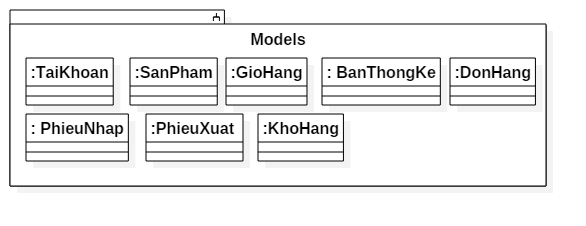 Models
:TaiKhoan :SanPham :GioHang : BanThongKe :DonHang
: PhieuNhap :PhieuXuat :KhoHang